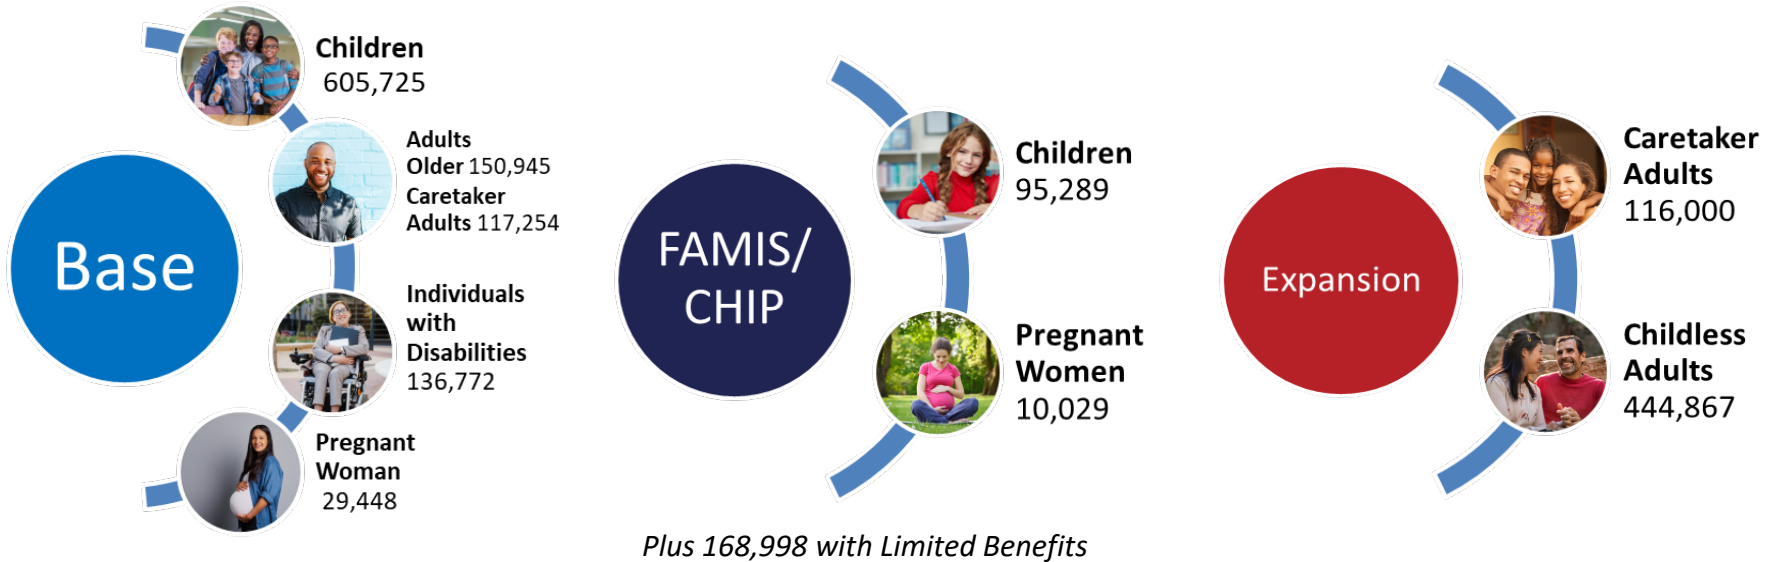 Base
Children
605,725
Adults
Older 150,945
Caretaker
Adults 117,254
Individuals
with
Disabilities
136,772
Pregnant
Woman
29,448
FAMIS/
CHIP
Children
95,289
Pregnant
Women
10,029
Expansion
Caretaker
Adults
116,000
Childless
Adults
444,867
Plus 168,998 with Limited Benefits